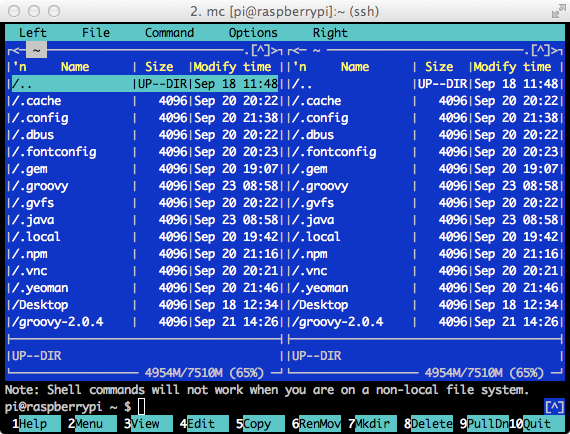 2. mc [pi@raspberrypi]:~ (ssh)
Left File Command Options Right
<─ ~ ─.[^]> <─ ~ ─.[^]>
'n Name | Size |Modify time 'n Name | Size |Modify time
/.. |UP--DIR|Sep 18 11:48 /.. |UP--DIR|Sep 18 11:48
/.cache | 4096|Sep 20 20:22 /.cache | 4096|Sep 20 20:22
/.config | 4096|Sep 20 21:38 /.config | 4096|Sep 20 21:38
/.dbus | 4096|Sep 20 20:22 /.dbus | 4096|Sep 20 20:22
/.fontconfig | 4096|Sep 20 20:23 /.fontconfig | 4096|Sep 20 20:23
/.gem | 4096|Sep 20 19:07 /.gem | 4096|Sep 20 19:07
/.groovy | 4096|Sep 23 08:58 /.groovy | 4096|Sep 23 08:58
/.gvfs | 4096|Sep 20 20:22 /.gvfs | 4096|Sep 20 20:22
/.java | 4096|Sep 23 08:58 /.java | 4096|Sep 23 08:58
/.local | 4096|Sep 20 19:42 /.local | 4096|Sep 20 19:42
/.npm | 4096|Sep 20 21:16 /.npm | 4096|Sep 20 21:16
/.vnc | 4096|Sep 20 20:21 /.vnc | 4096|Sep 20 20:21
/.yeoman | 4096|Sep 20 21:46 /.yeoman | 4096|Sep 20 21:46
/Desktop | 4096|Sep 18 12:34 /Desktop | 4096|Sep 18 12:34
/groovy-2.0.4 | 4096|Sep 21 14:26 /groovy-2.0.4 | 4096|Sep 21 14:26
UP--DIR UP--DIR
4954M/7510M (65%) 4954M/7510M (65%)
Note: Shell commands will not work when you are on a non-local file system.
pi@raspberrypi ~ $ [^]
1Help 2Menu 3View 4Edit 5Copy 6RenMov 7Mkdir 8Delete 9PullDn 10Quit